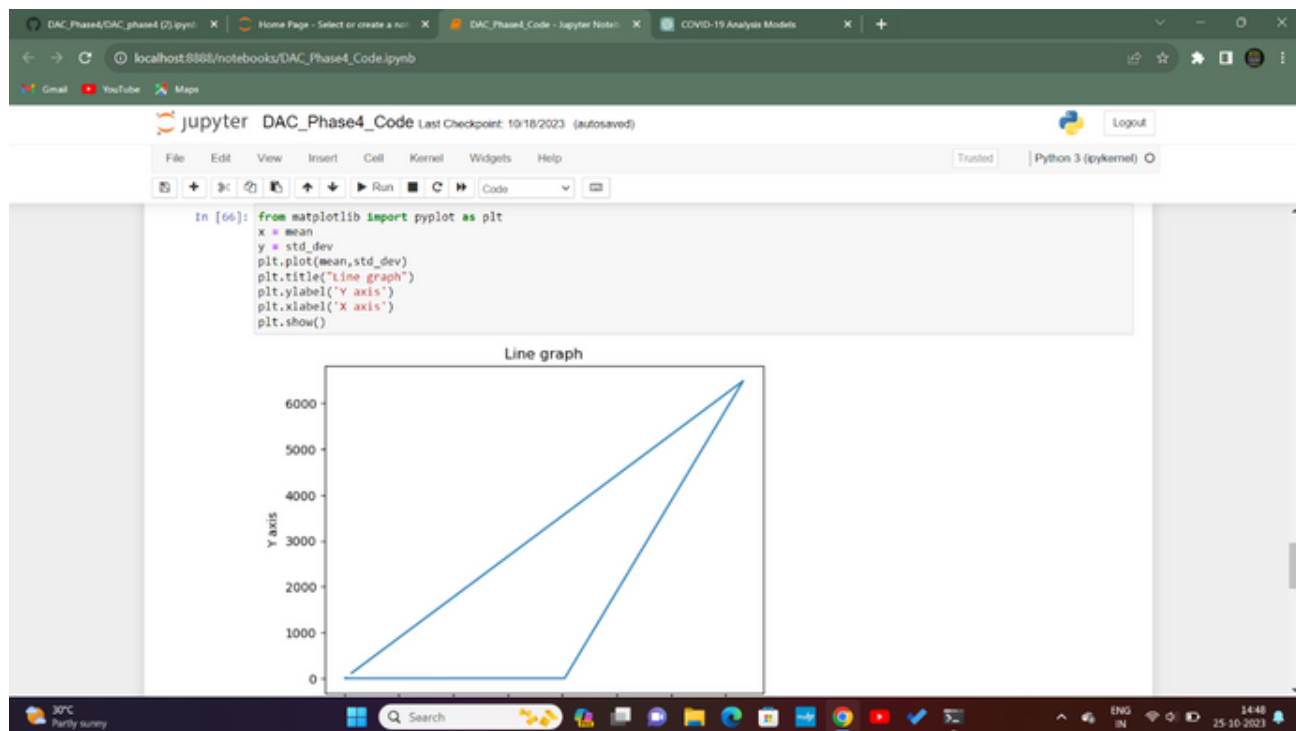 DAC_Phase4/DAC_phase4 (2).ipynb
Home Page - Select or create a not
DAC_Phase4_Code - Jupyter Noteb
COVID-19 Analysis Models
localhost:8888/notebooks/DAC_Phase4_Code.ipynb
Gmail YouTube Maps
jupyter DAC_Phase4_Code Last Checkpoint: 10/18/2023 (autosaved)
Logout
File Edit View Insert Cell Kernel Widgets Help
Trusted Python 3 (ipykernel)
Run Code
In [66]: from matplotlib import pyplot as plt
x = mean
y = std_dev
plt.plot(mean,std_dev)
plt.title("Line graph")
plt.ylabel('Y axis')
plt.xlabel('X axis')
plt.show()
Line graph
6000
5000
4000
Y axis
3000
2000
1000
0
30°C
Partly sunny
Search
ENG
IN
14:48
25-10-2023